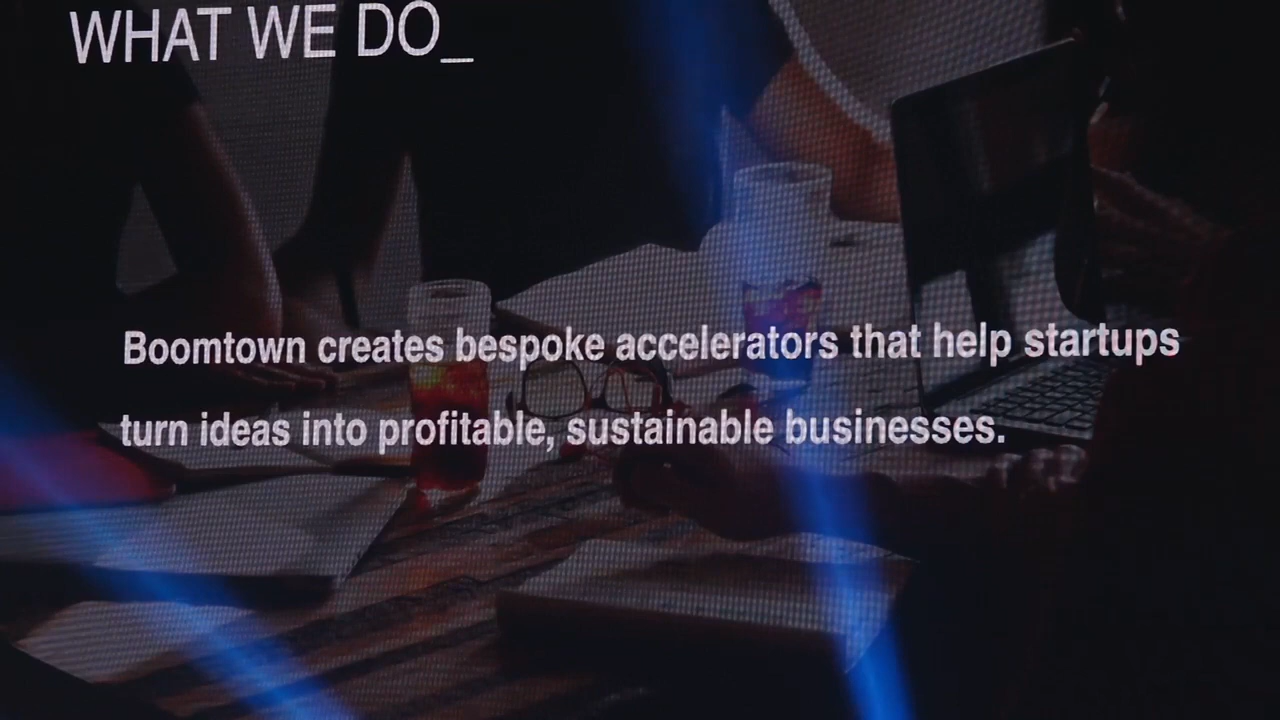 WHAT WE DO_
Boomtown creates bespoke accelerators that help startups
turn ideas into profitable, sustainable businesses.